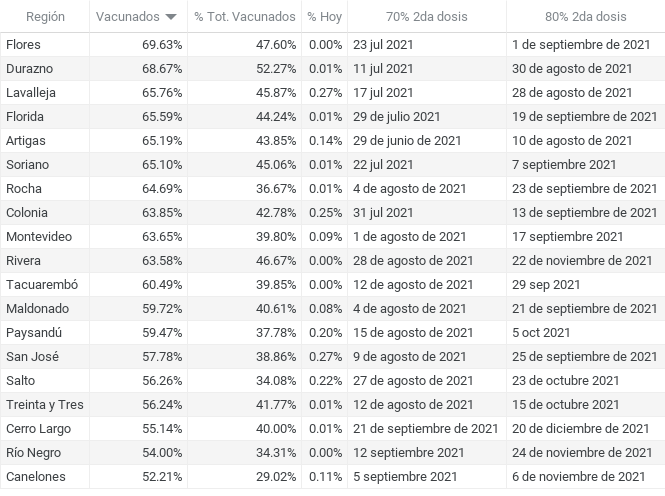 Región Vacunados % Tot. Vacunados % Hoy 70% 2da dosis 80% 2da dosis
Flores 69.63% 47.60% 0.00% 23 jul 2021 1 de septiembre de 2021
Durazno 68.67% 52.27% 0.01% 11 jul 2021 30 de agosto de 2021
Lavalleja 65.76% 45.87% 0.27% 17 jul 2021 28 de agosto de 2021
Florida 65.59% 44.24% 0.01% 29 de julio 2021 19 de septiembre de 2021
Artigas 65.19% 43.85% 0.14% 29 de junio de 2021 10 de agosto de 2021
Soriano 65.10% 45.06% 0.01% 22 jul 2021 7 septiembre 2021
Rocha 64.69% 36.67% 0.01% 4 de agosto de 2021 23 de septiembre de 2021
Colonia 63.85% 42.78% 0.25% 31 jul 2021 13 de septiembre de 2021
Montevideo 63.65% 39.80% 0.09% 1 de agosto de 2021 17 septiembre 2021
Rivera 63.58% 46.67% 0.00% 28 de agosto de 2021 22 de noviembre de 2021
Tacuarembó 60.49% 39.85% 0.00% 12 de agosto de 2021 29 sep 2021
Maldonado 59.72% 40.61% 0.08% 4 de agosto de 2021 21 de septiembre de 2021
Paysandú 59.47% 37.78% 0.20% 15 de agosto de 2021 5 oct 2021
San José 57.78% 38.86% 0.27% 9 de agosto de 2021 25 de septiembre de 2021
Salto 56.26% 34.08% 0.22% 27 de agosto de 2021 23 de octubre 2021
Treinta y Tres 56.24% 41.77% 0.01% 12 de agosto de 2021 15 de octubre 2021
Cerro Largo 55.14% 40.00% 0.01% 21 de septiembre de 2021 20 de diciembre de 2021
Río Negro 54.00% 34.31% 0.00% 12 septiembre 2021 24 de noviembre de 2021
Canelones 52.21% 29.02% 0.11% 5 septiembre 2021 6 de noviembre de 2021